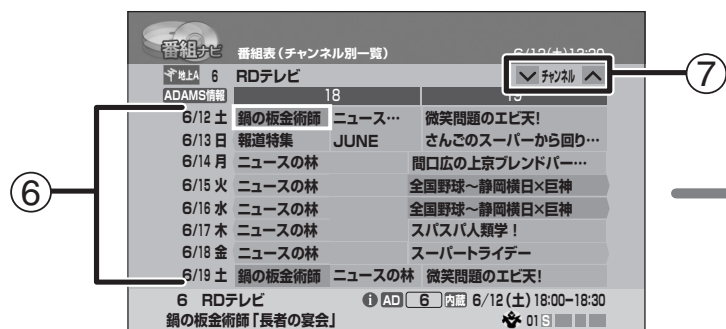 番組ナビ 番組表(チャンネル別一覧) 6/12(土)12:30
地上A 6 RDテレビ チャンネル ⑦
ADAMS情報 18 19
6/12 土 鍋の板金術師 ニュース… 微笑問題のエビ天!
6/13 日 報道特集 JUNE さんごのスーパーから回り…
6/14 月 ニュースの林 間口広の上京ブレンドパー…
⑥ 6/15 火 ニュースの林 全国野球〜静岡横日×巨神
6/16 水 ニュースの林 全国野球〜静岡横日×巨神
6/17 木 ニュースの林 スパスパ人類学!
6/18 金 ニュースの林 スーパートライデー
6/19 土 鍋の板金術師 ニュースの林 微笑問題のエビ天!
6 RDテレビ i AD 6 内蔵 6/12(土)18:00-18:30
鍋の板金術師「長者の宴会」 01 S